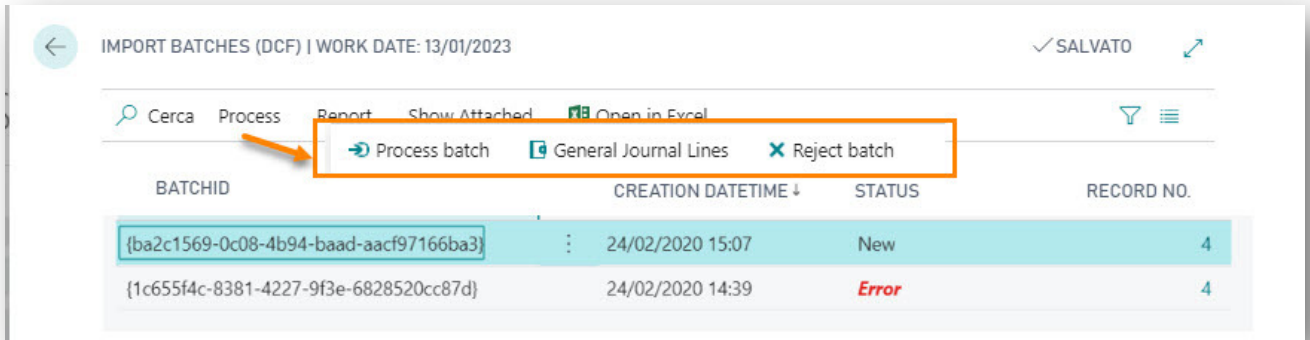 IMPORT BATCHES (DCF) | WORK DATE: 13/01/2023 SALVATO
Cerca Process Report Show Attached Open in Excel
Process batch General Journal Lines Reject batch
BATCHID CREATION DATETIME↓ STATUS RECORD NO.
{ba2c1569-0c08-4b94-baad-aacf97166ba3} 24/02/2020 15:07 New 4
{1c655f4c-8381-4227-9f3e-6828520cc87d} 24/02/2020 14:39 Error 4